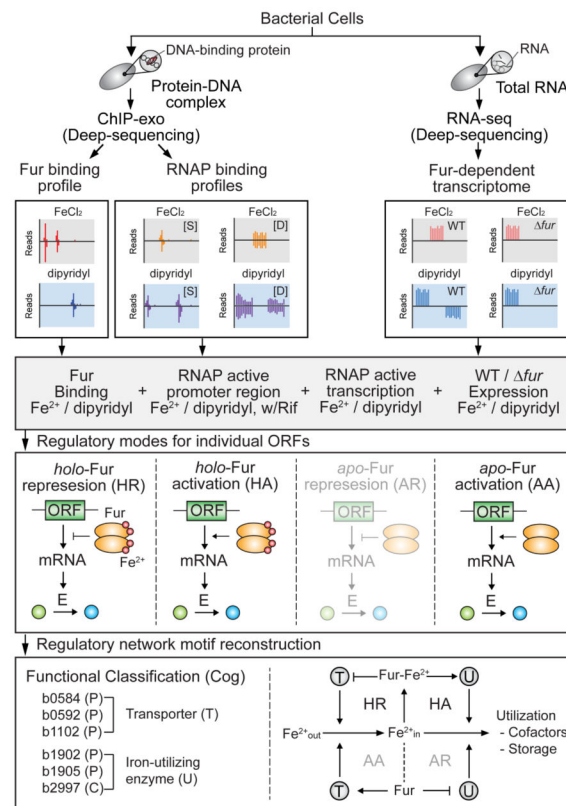 Bacterial Cells
DNA-binding protein
Protein-DNA
complex
RNA
Total RNA
ChIP-exo
(Deep-sequencing)
RNA-seq
(Deep-sequencing)
Fur binding
profile
RNAP binding
profiles
Fur-dependent
transcriptome
FeCl₂
Reads
dipyridyl
Reads
FeCl₂ FeCl₂
[S] [D]
dipyridyl dipyridyl
[S] [D]
FeCl₂ FeCl₂
Reads
WT Δfur
dipyridyl dipyridyl
Reads
WT Δfur
Fur
Binding
Fe²⁺ / dipyridyl
+
RNAP active
promoter region
Fe²⁺ / dipyridyl, w/Rif
+
RNAP active
transcription
Fe²⁺ / dipyridyl
+
WT / Δfur
Expression
Fe²⁺ / dipyridyl
Regulatory modes for individual ORFs
holo-Fur
represesion (HR)
ORF
Fur
mRNA
Fe²⁺
E
holo-Fur
activation (HA)
ORF
mRNA
E
apo-Fur
represesion (AR)
ORF
mRNA
E
apo-Fur
activation (AA)
ORF
mRNA
E
Regulatory network motif reconstruction
Functional Classification (Cog)
b0584 (P)
b0592 (P)
b1102 (P)
Transporter (T)
b1902 (P)
b1905 (P)
b2997 (C)
Iron-utilizing
enzyme (U)
T Fur-Fe²⁺ U
HR HA
Fe²⁺out Fe²⁺in
Utilization
- Cofactors
- Storage
AA AR
T Fur U